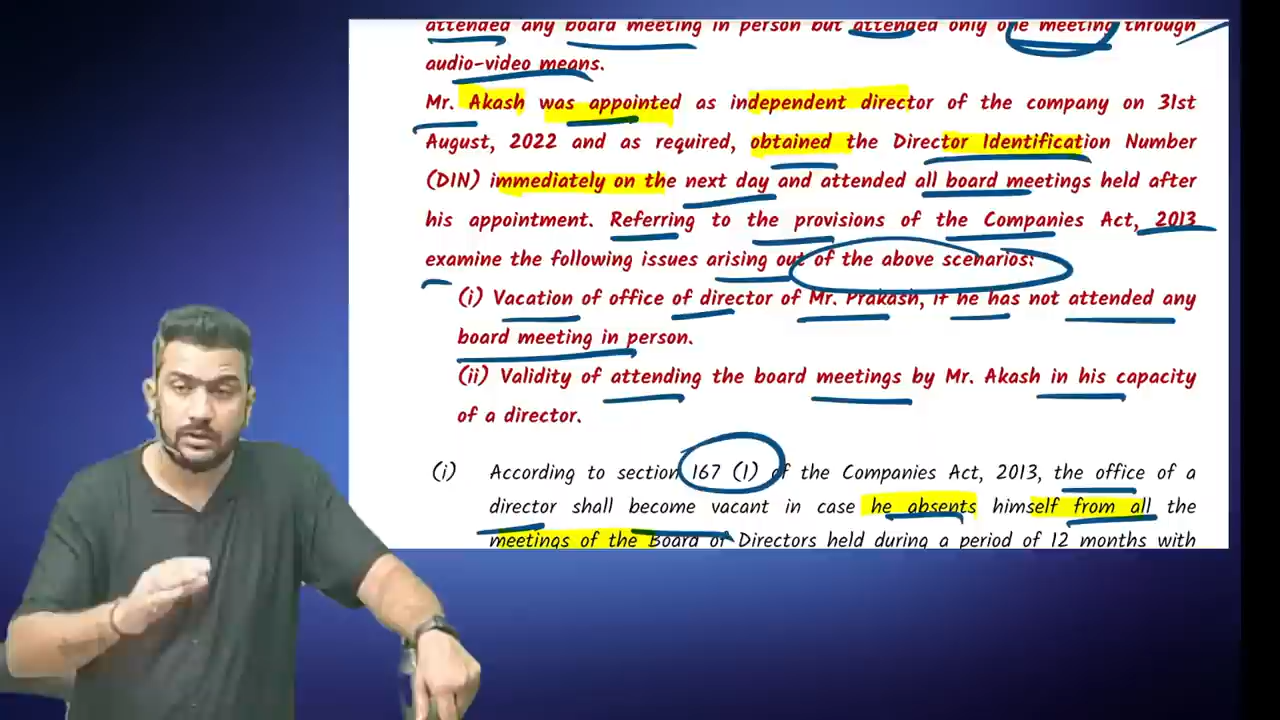 attended any board meeting in person but attended only one meeting through
audio-video means.
Mr. Akash was appointed as independent director of the company on 31st
August, 2022 and as required, obtained the Director Identification Number
(DIN) immediately on the next day and attended all board meetings held after
his appointment. Referring to the provisions of the Companies Act, 2013
examine the following issues arising out of the above scenarios:
(i) Vacation of office of director of Mr. Prakash, if he has not attended any
board meeting in person.
(ii) Validity of attending the board meetings by Mr. Akash in his capacity
of a director.
(i) According to section 167 (1) of the Companies Act, 2013, the office of a
director shall become vacant in case he absents himself from all the
meetings of the Board of Directors held during a period of 12 months with